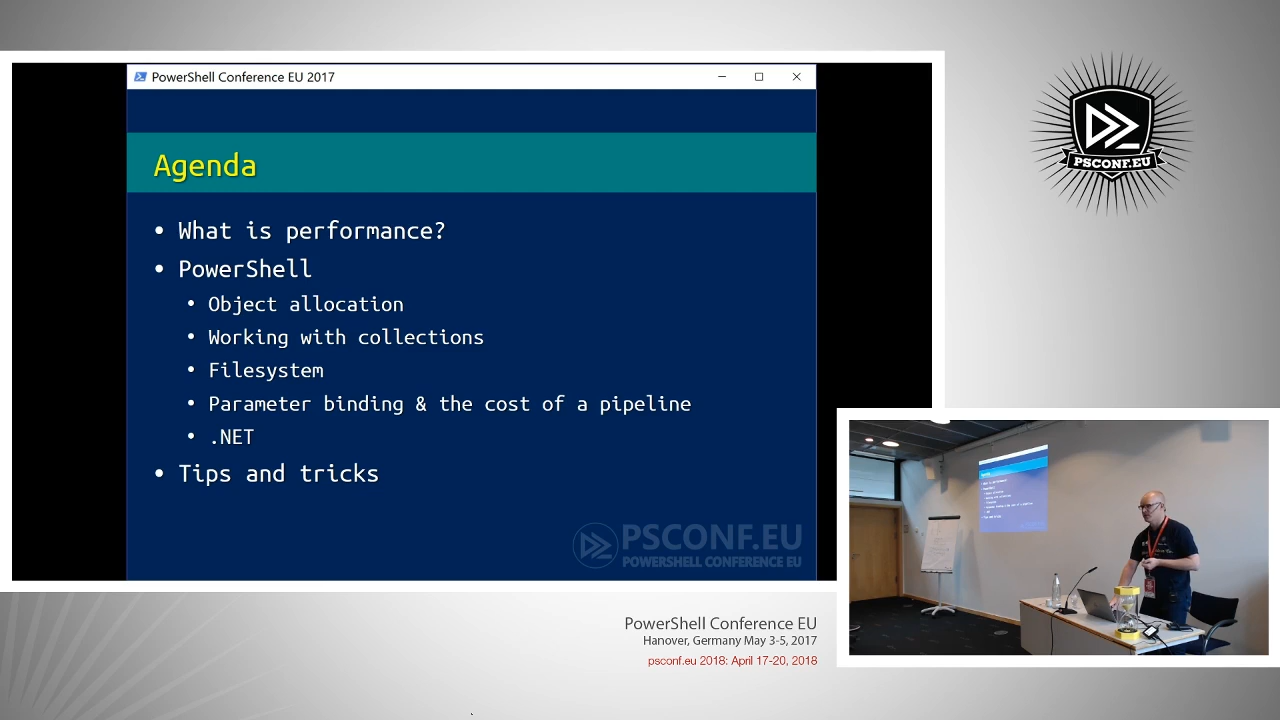 PowerShell Conference EU 2017
Agenda
• What is performance?
• PowerShell
• Object allocation
• Working with collections
• Filesystem
• Parameter binding & the cost of a pipeline
• .NET
• Tips and tricks
PSCONF.EU
POWERSHELL CONFERENCE EU
PSCONF.EU
PowerShell Conference EU
Hanover, Germany May 3-5, 2017
psconf.eu 2018: April 17-20, 2018
Agenda